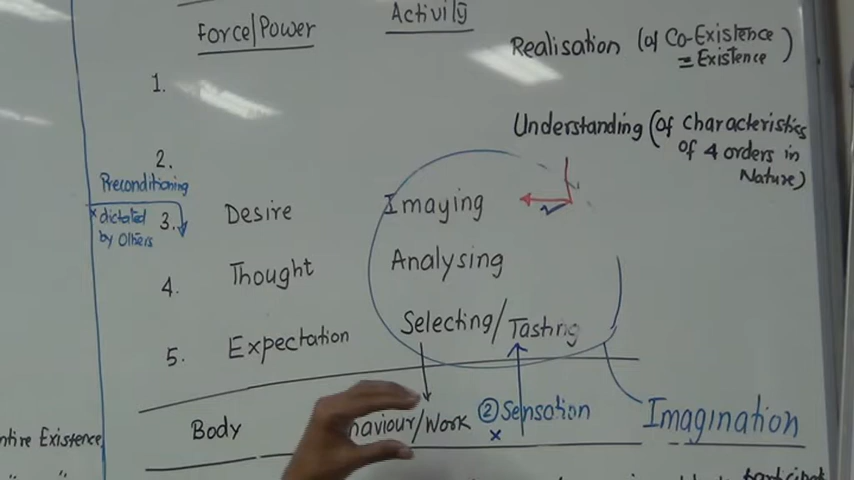 Force/Power
Activity
Realisation (of Co-Existence
= Existence)
1.
Understanding (of characteristics
of 4 orders in
Nature)
2.
Preconditioning
x dictated
by Others
3. Desire Imaying
4. Thought Analysing
5. Expectation Selecting/Tasting
Body
haviour/Work
② Sensation
x
Imagination
ntire Existence
" "
participat